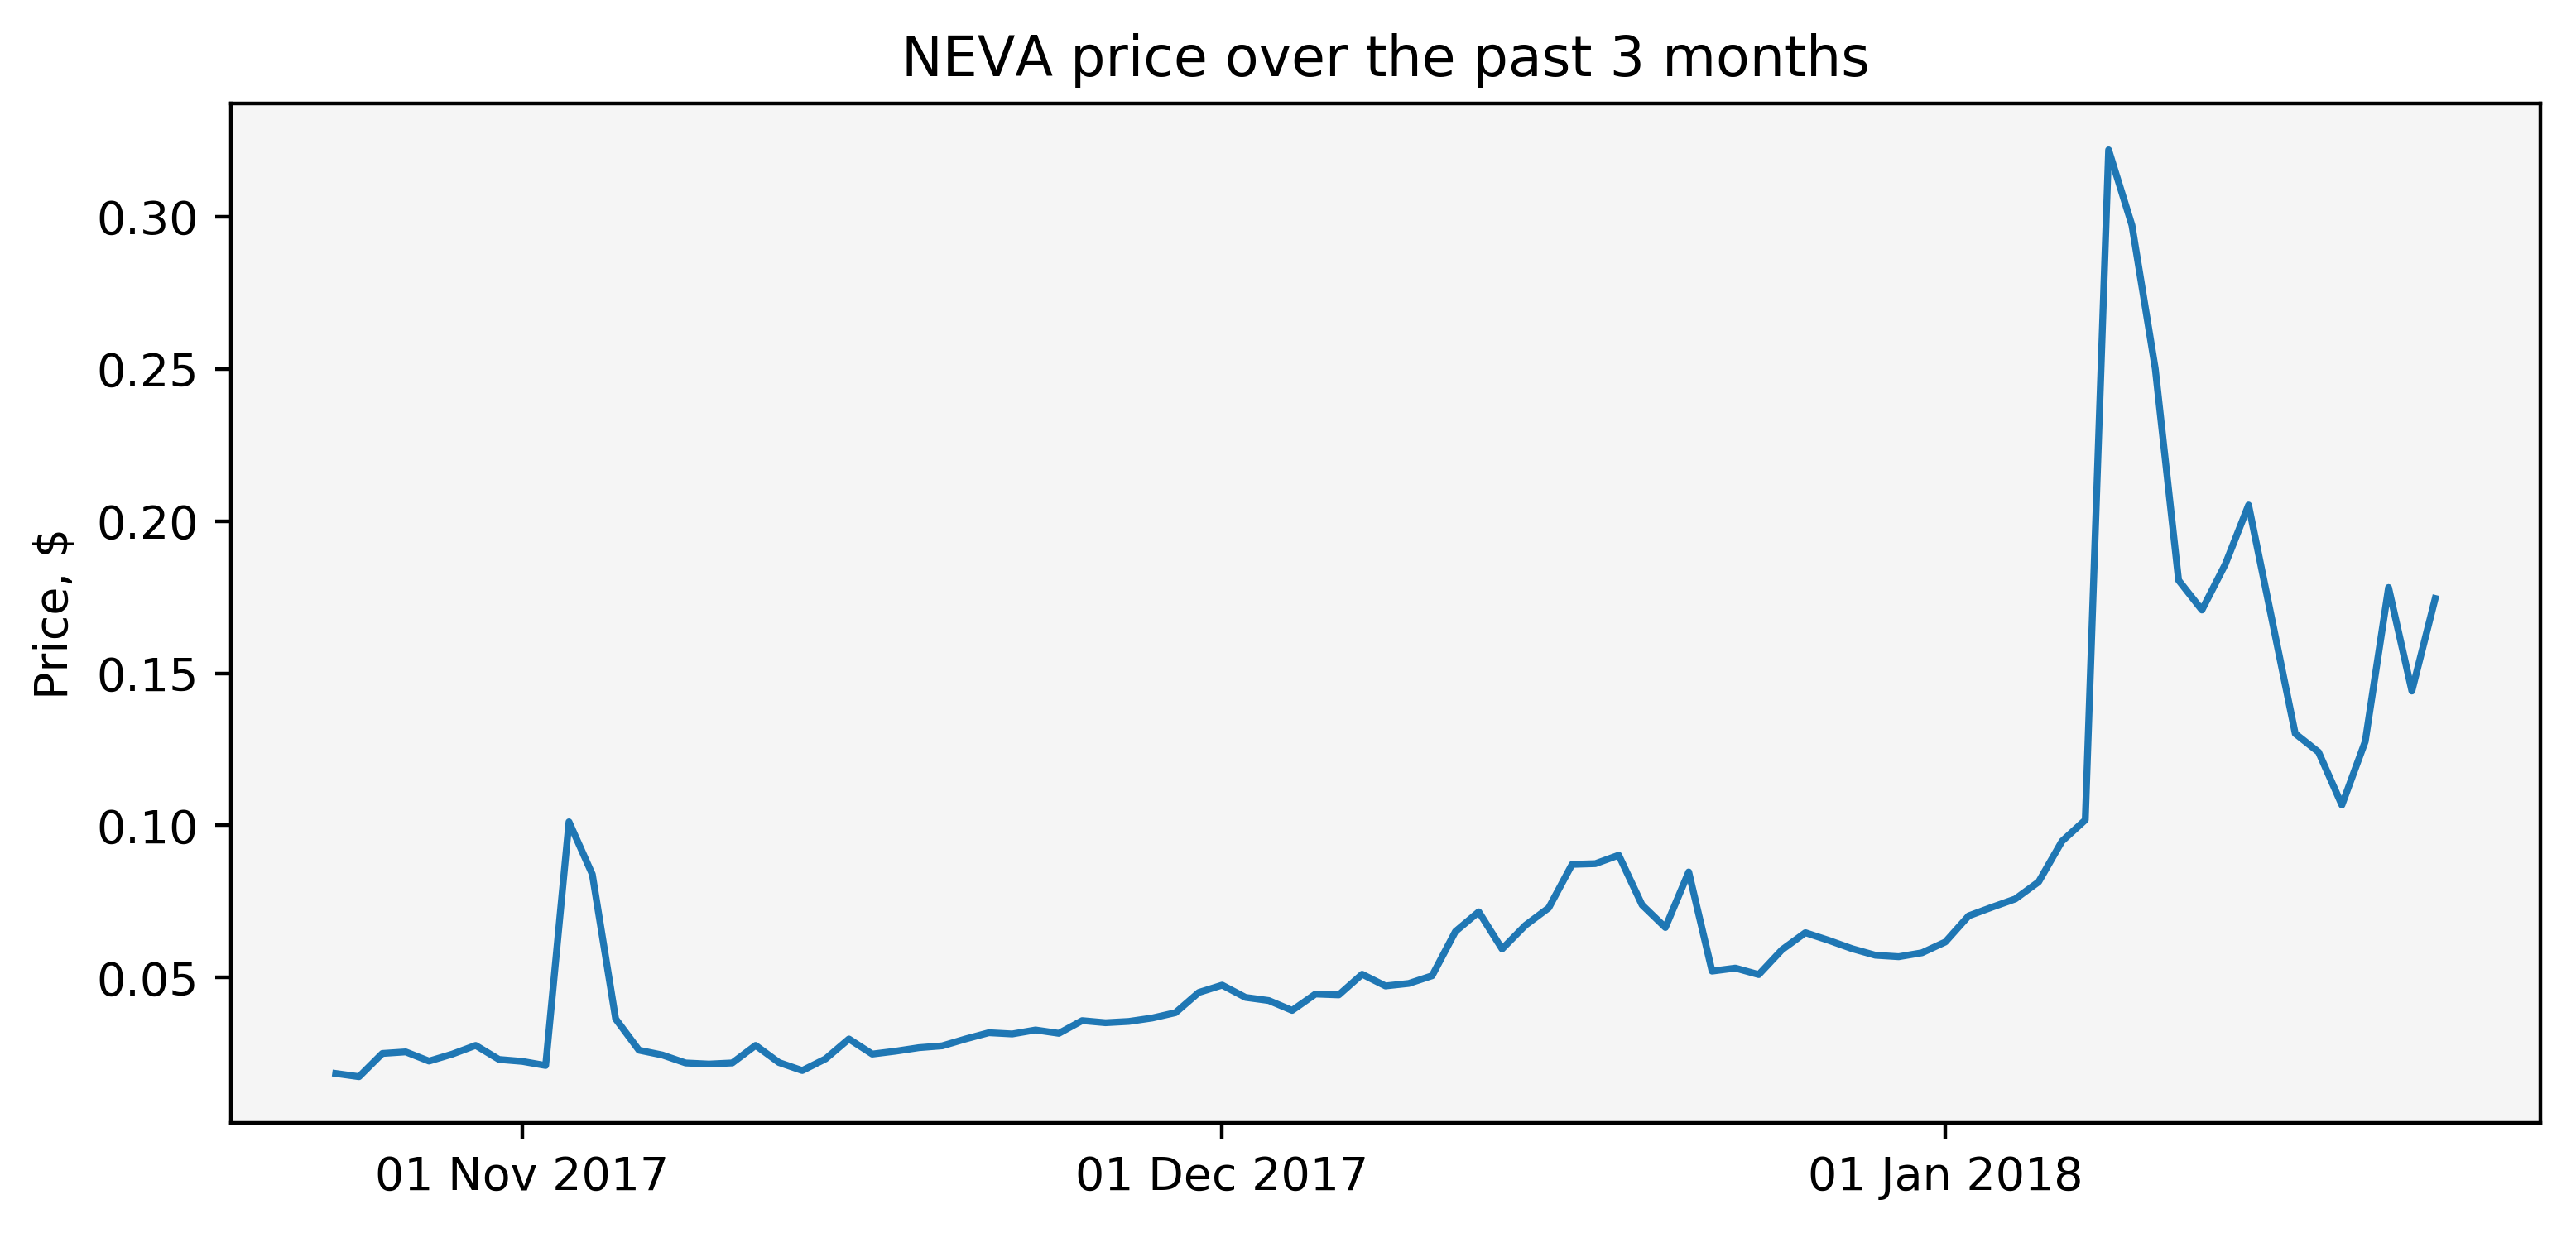 NEVA price over the past 3 months
Price, $
0.30
0.25
0.20
0.15
0.10
0.05
01 Nov 2017
01 Dec 2017
01 Jan 2018